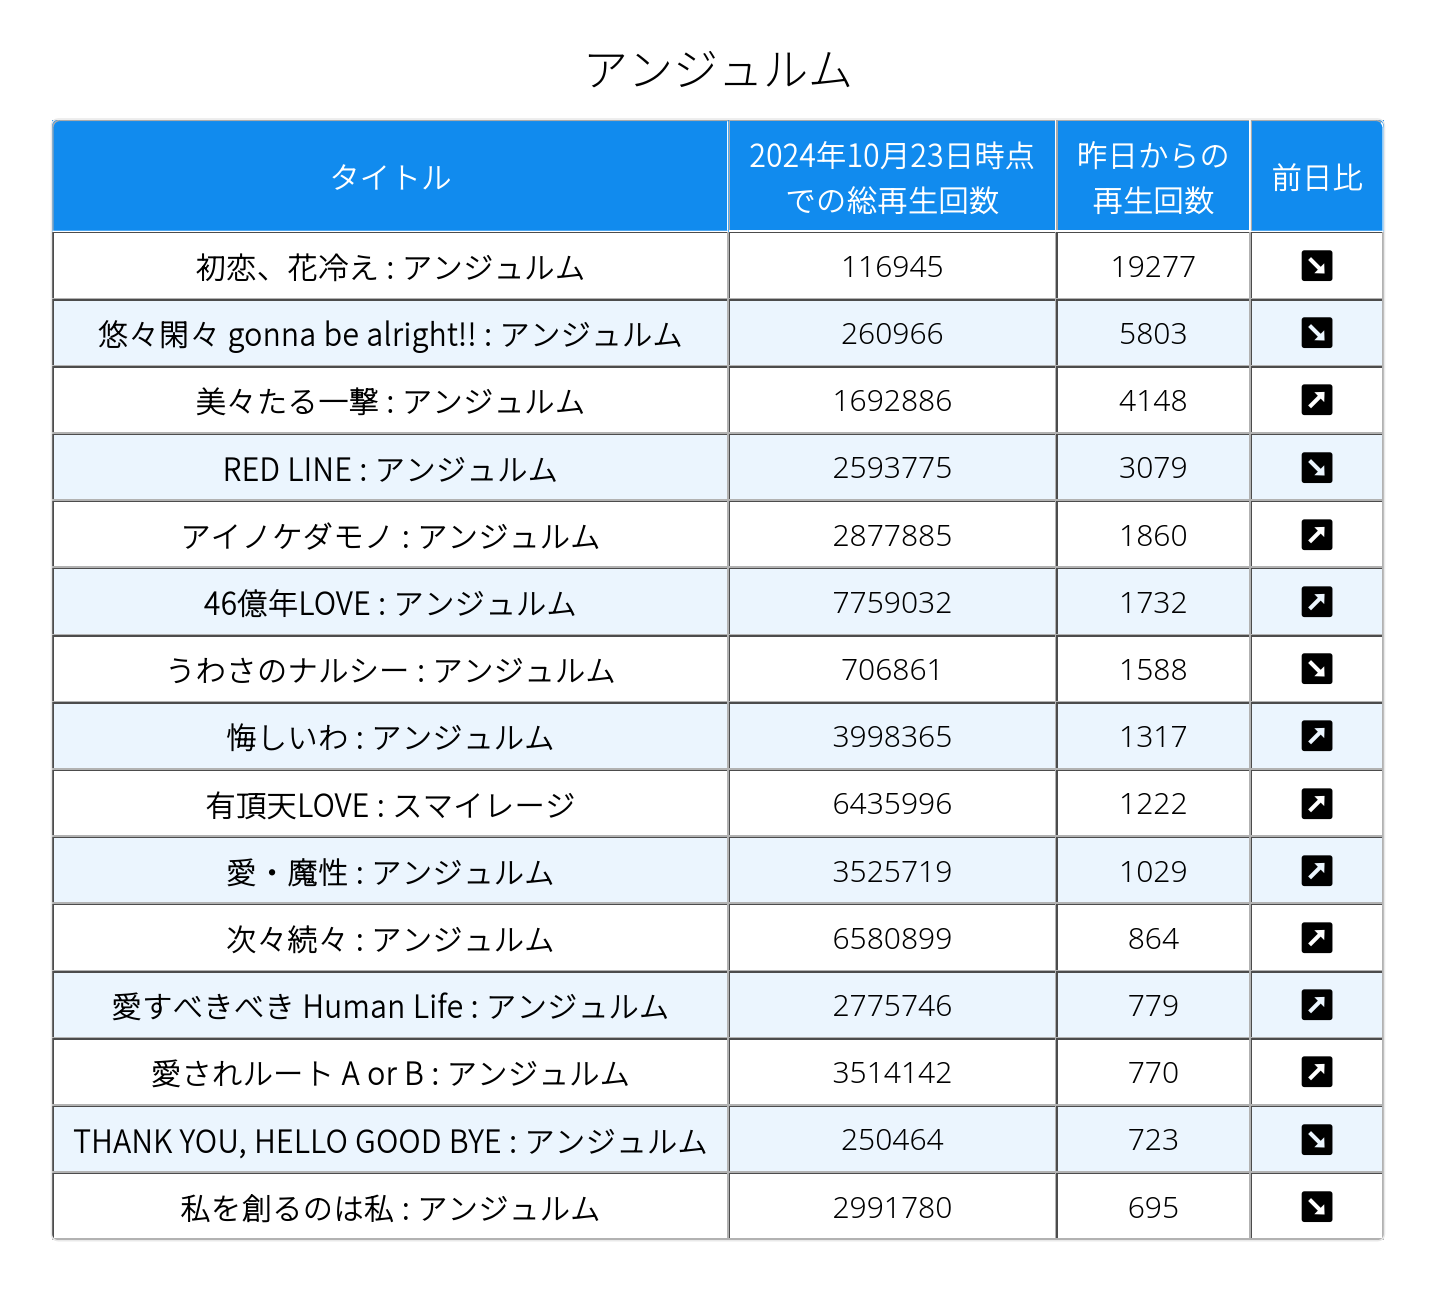 アンジュルム
タイトル
2024年10月23日時点
での総再生回数
昨日からの
再生回数
前日比
初恋、花冷え : アンジュルム 116945 19277 ↘
悠々閑々 gonna be alright!! : アンジュルム 260966 5803 ↘
美々たる一撃 : アンジュルム 1692886 4148 ↗
RED LINE : アンジュルム 2593775 3079 ↘
アイノケダモノ : アンジュルム 2877885 1860 ↗
46億年LOVE : アンジュルム 7759032 1732 ↗
うわさのナルシー : アンジュルム 706861 1588 ↘
悔しいわ : アンジュルム 3998365 1317 ↗
有頂天LOVE : スマイレージ 6435996 1222 ↗
愛・魔性 : アンジュルム 3525719 1029 ↗
次々続々 : アンジュルム 6580899 864 ↗
愛すべきべき Human Life : アンジュルム 2775746 779 ↗
愛されルート A or B : アンジュルム 3514142 770 ↗
THANK YOU, HELLO GOOD BYE : アンジュルム 250464 723 ↘
私を創るのは私 : アンジュルム 2991780 695 ↘